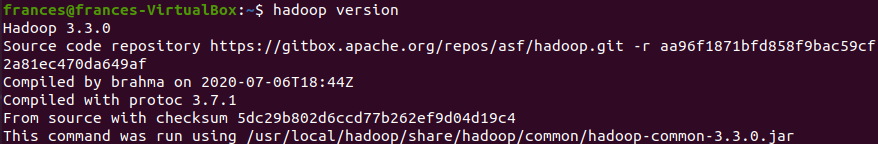 frances@frances-VirtualBox:~$ hadoop version
Hadoop 3.3.0
Source code repository https://gitbox.apache.org/repos/asf/hadoop.git -r aa96f1871bfd858f9bac59cf
2a81ec470da649af
Compiled by brahma on 2020-07-06T18:44Z
Compiled with protoc 3.7.1
From source with checksum 5dc29b802d6ccd77b262ef9d04d19c4
This command was run using /usr/local/hadoop/share/hadoop/common/hadoop-common-3.3.0.jar